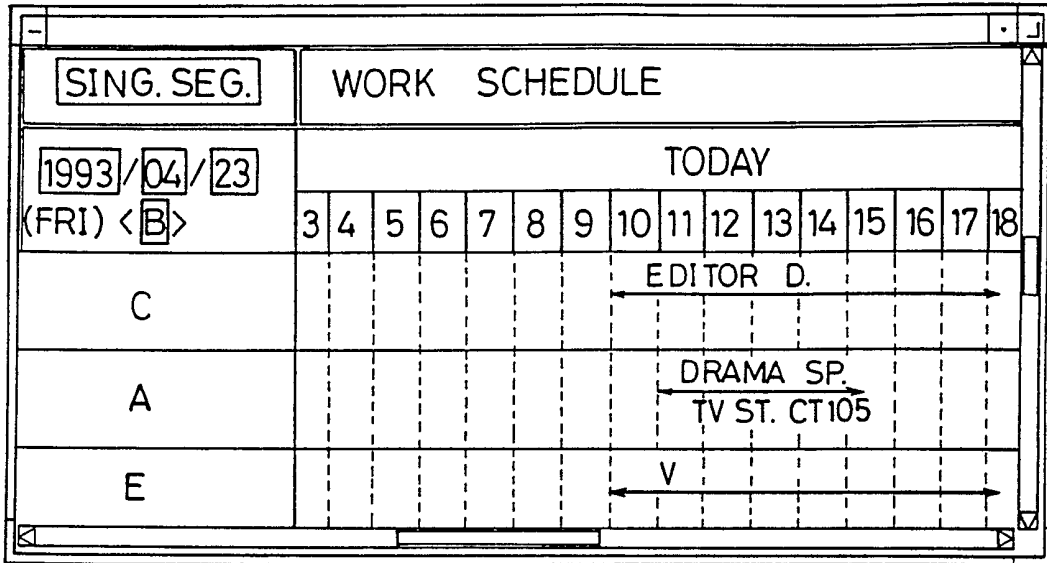 SING. SEG. WORK SCHEDULE
1993/04/23 TODAY
(FRI) <B> 3 4 5 6 7 8 9 10 11 12 13 14 15 16 17 18
C EDITOR D.
A DRAMA SP.
TV ST. CT105
E V